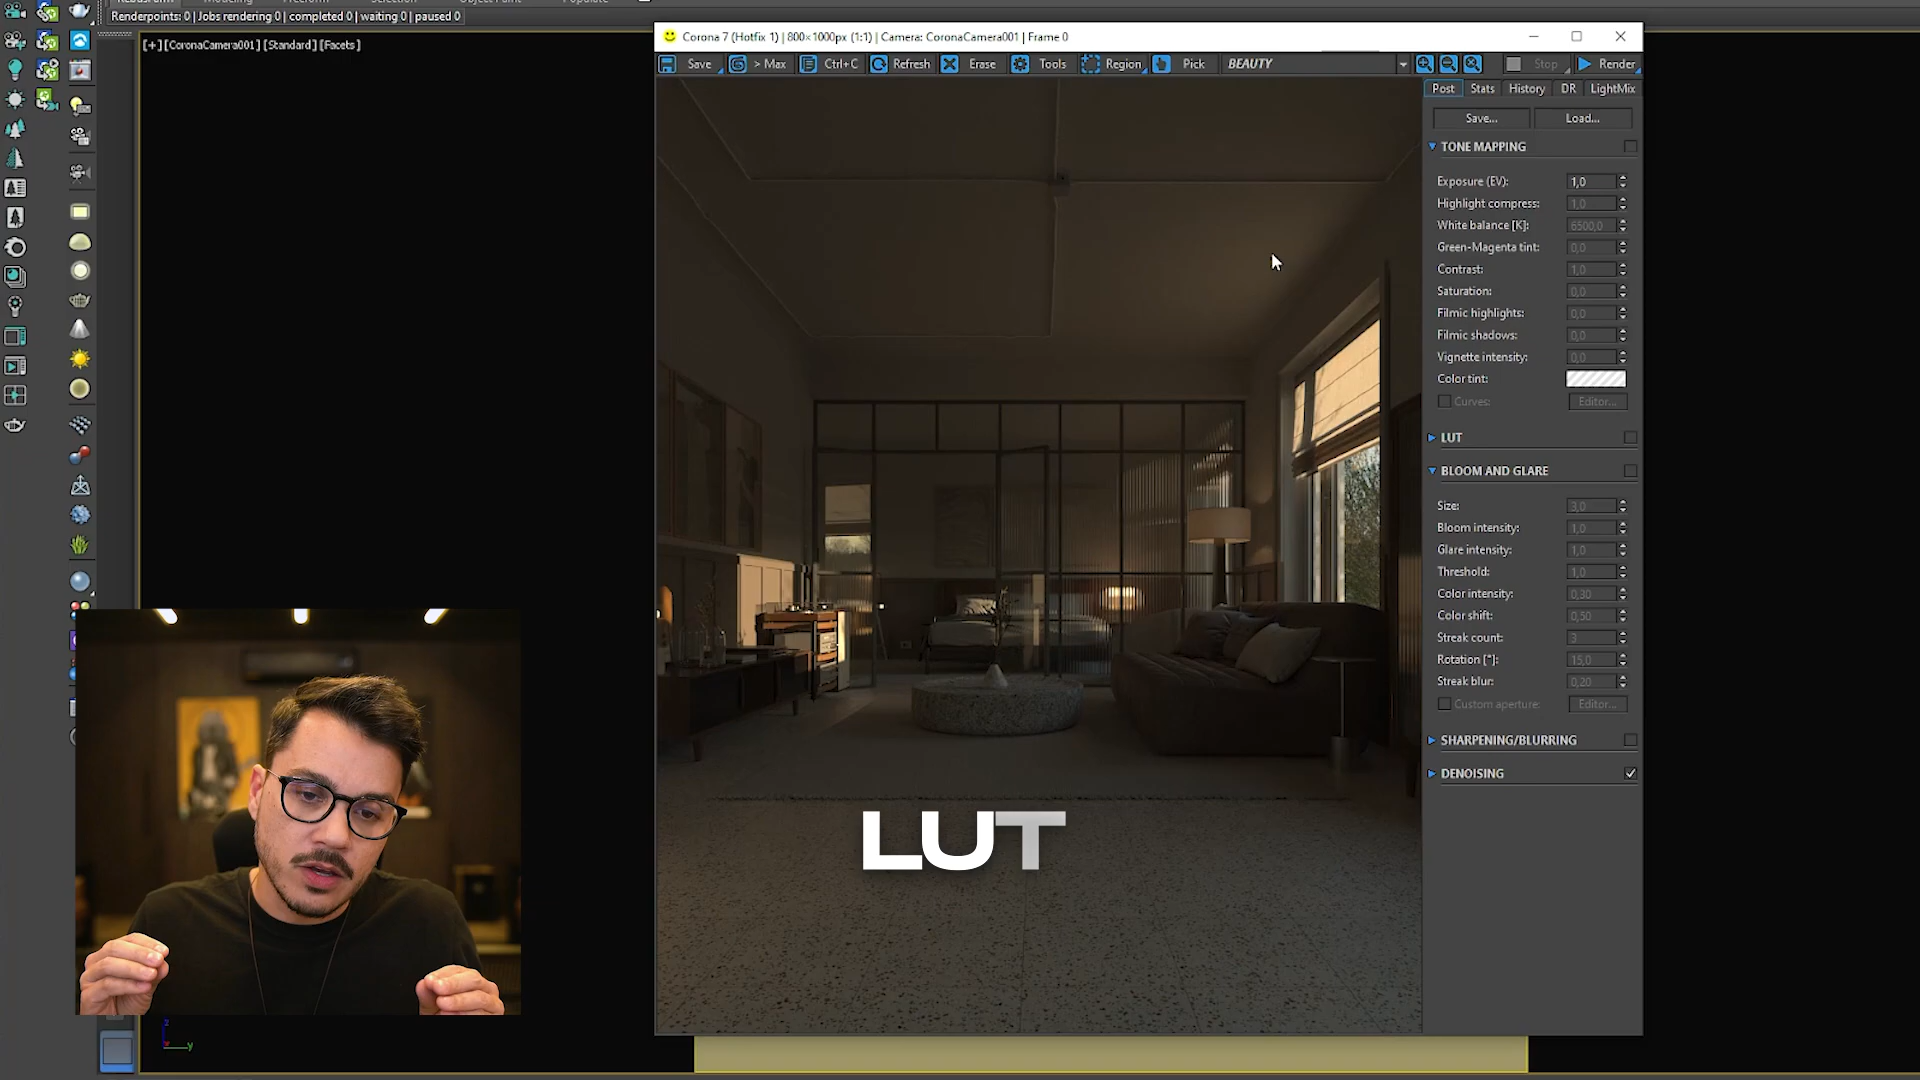 Renderpoints: 0 | Jobs rendering 0 | completed 0 | waiting 0 | paused 0
[+] [CoronaCamera001] [Standard] [Facets]
Corona 7 (Hotfix 1) | 800×1000px (1:1) | Camera: CoronaCamera001 | Frame 0
Save > Max Ctrl+C Refresh Erase Tools Region Pick BEAUTY Stop Render
Post Stats History DR LightMix
Save... Load...
TONE MAPPING
Exposure (EV): 1,0
Highlight compress: 1,0
White balance [K]: 6500,0
Green-Magenta tint: 0,0
Contrast: 1,0
Saturation: 0,0
Filmic highlights: 0,0
Filmic shadows: 0,0
Vignette intensity: 0,0
Color tint:
Curves: Editor...
LUT
BLOOM AND GLARE
Size: 3,0
Bloom intensity: 1,0
Glare intensity: 1,0
Threshold: 1,0
Color intensity: 0,30
Color shift: 0,50
Streak count: 3
Rotation [°]: 15,0
Streak blur: 0,20
Custom aperture: Editor...
SHARPENING/BLURRING
DENOISING
LUT
z
y